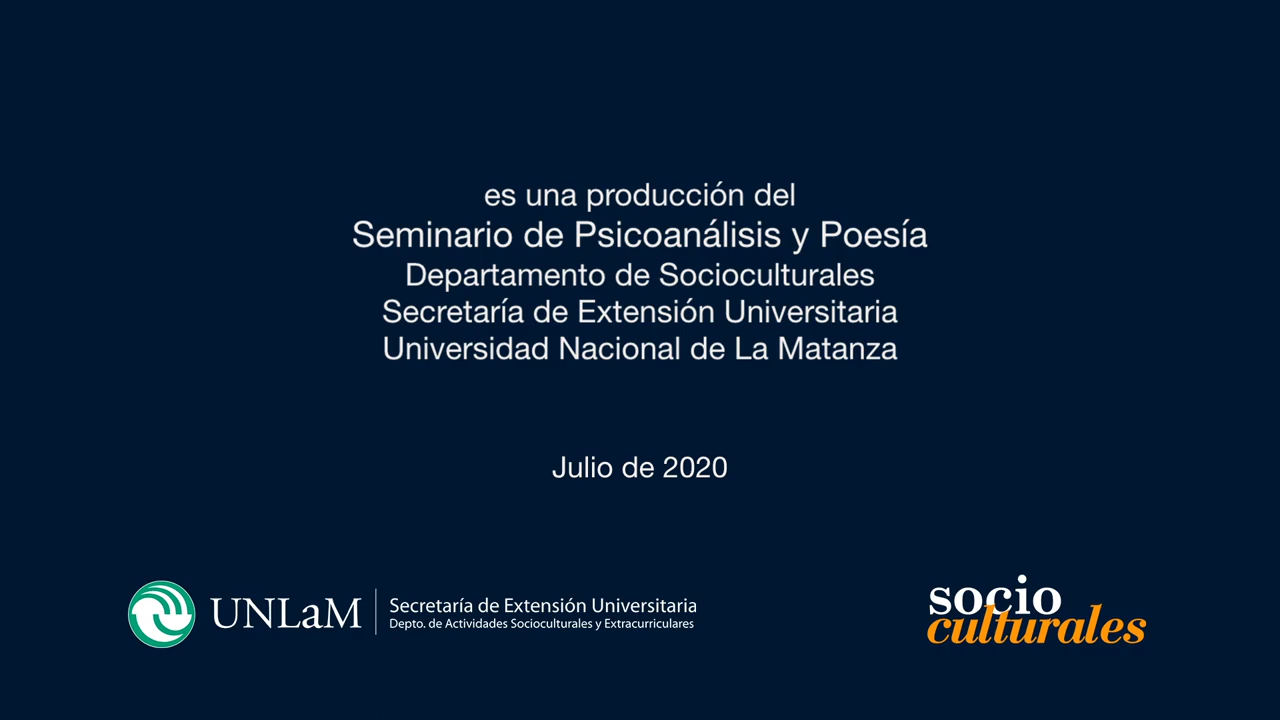 es una producción del
Seminario de Psicoanálisis y Poesía
Departamento de Socioculturales
Secretaría de Extensión Universitaria
Universidad Nacional de La Matanza
Julio de 2020
UNLaM
Secretaría de Extensión Universitaria
Depto. de Actividades Socioculturales y Extracurriculares
socio
culturales